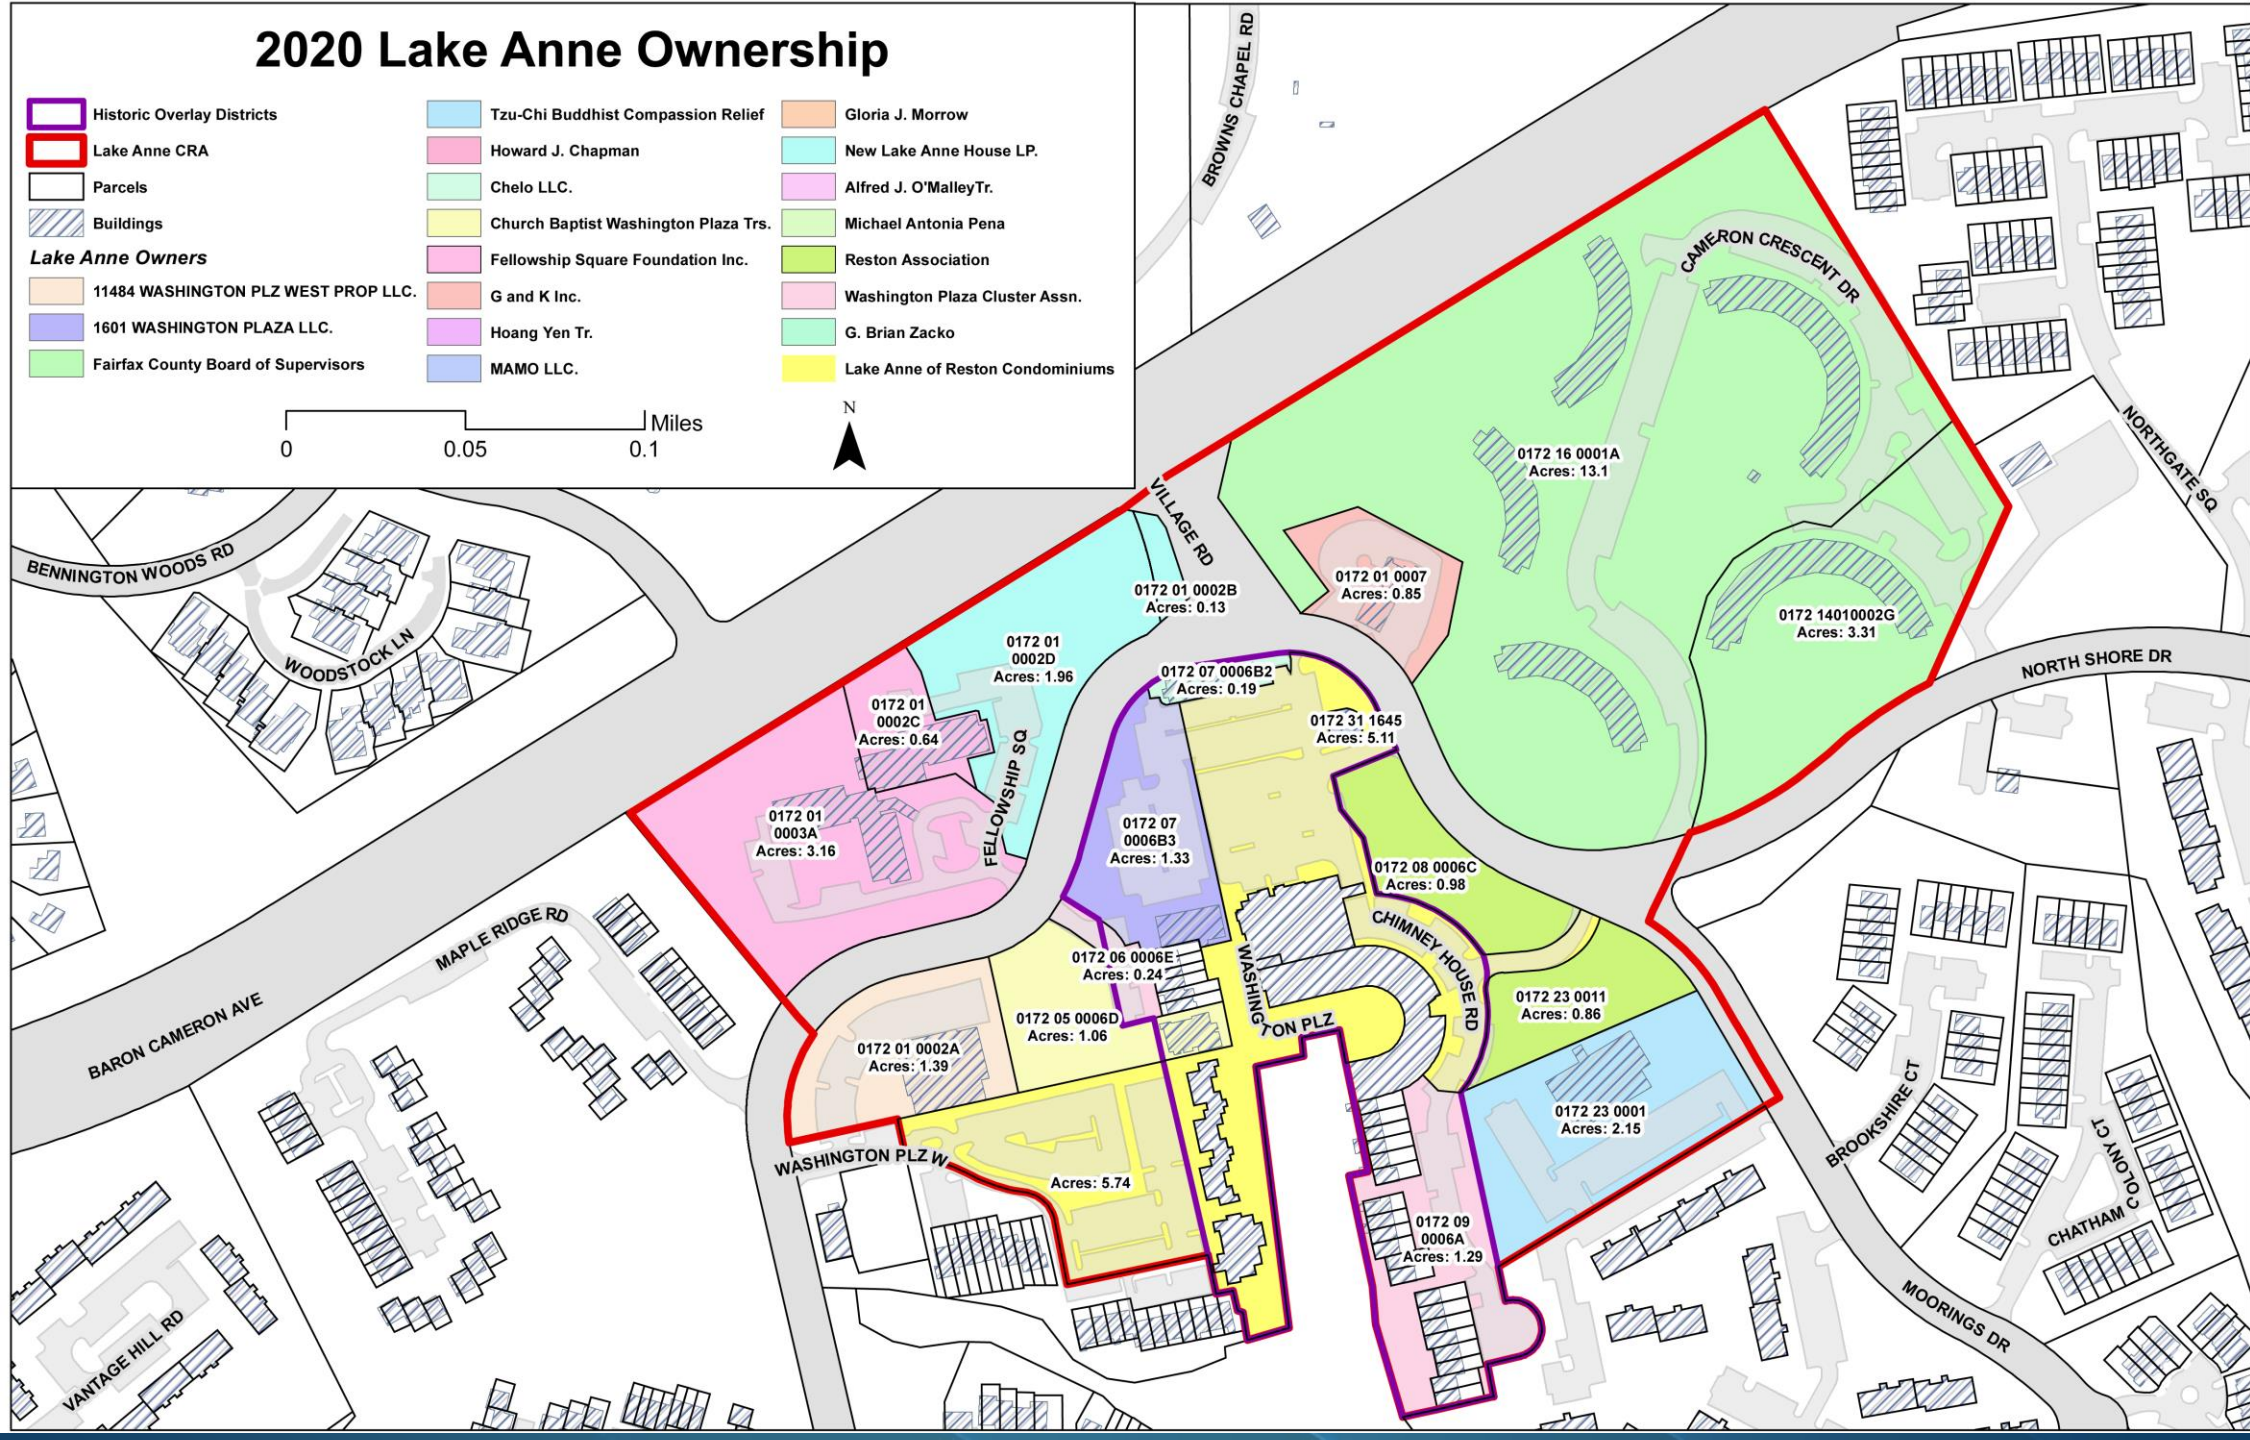 2020 Lake Anne Ownership
Historic Overlay Districts
Lake Anne CRA
Parcels
Buildings
Lake Anne Owners
11484 WASHINGTON PLZ WEST PROP LLC.
1601 WASHINGTON PLAZA LLC.
Fairfax County Board of Supervisors
Tzu-Chi Buddhist Compassion Relief
Howard J. Chapman
Chelo LLC.
Church Baptist Washington Plaza Trs.
Fellowship Square Foundation Inc.
G and K Inc.
Hoang Yen Tr.
MAMO LLC.
Gloria J. Morrow
New Lake Anne House LP.
Alfred J. O'MalleyTr.
Michael Antonia Pena
Reston Association
Washington Plaza Cluster Assn.
G. Brian Zacko
Lake Anne of Reston Condominiums
0
0.05
0.1
Miles
N
BROWNS CHAPEL RD
CAMERON CRESCENT DR
NORTHGATE SQ
0172 16 0001A
Acres: 13.1
VILLAGE RD
BENNINGTON WOODS RD
WOODSTOCK LN
0172 01 0002B
Acres: 0.13
0172 01 0007
Acres: 0.85
0172 14010002G
Acres: 3.31
0172 01
0002D
Acres: 1.96
NORTH SHORE DR
0172 07 0006B2
Acres: 0.19
0172 01
0002C
Acres: 0.64
0172 31 1645
Acres: 5.11
FELLOWSHIP SQ
0172 01
0003A
Acres: 3.16
0172 07
0006B3
Acres: 1.33
0172 08 0006C
Acres: 0.98
MAPLE RIDGE RD
CHIMNEY HOUSE RD
0172 06 0006E
Acres: 0.24
WASHINGTON PLZ
0172 23 0011
Acres: 0.86
BARON CAMERON AVE
0172 05 0006D
Acres: 1.06
0172 01 0002A
Acres: 1.39
0172 23 0001
Acres: 2.15
BROOKSHIRE CT
WASHINGTON PLZ W
Acres: 5.74
0172 09
0006A
Acres: 1.29
COLONY CT
CHATHAM
MOORINGS DR
VANTAGE HILL RD